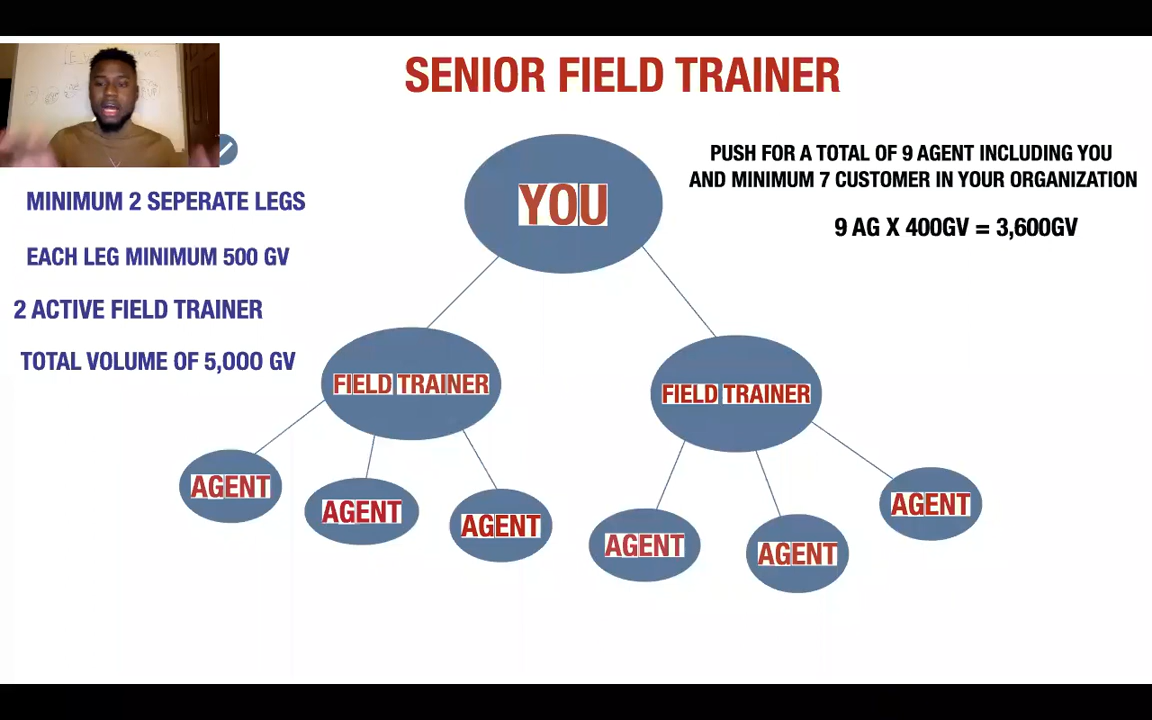 SENIOR FIELD TRAINER
MINIMUM 2 SEPERATE LEGS
EACH LEG MINIMUM 500 GV
2 ACTIVE FIELD TRAINER
TOTAL VOLUME OF 5,000 GV
YOU
PUSH FOR A TOTAL OF 9 AGENT INCLUDING YOU
AND MINIMUM 7 CUSTOMER IN YOUR ORGANIZATION
9 AG X 400GV = 3,600GV
FIELD TRAINER
FIELD TRAINER
AGENT
AGENT
AGENT
AGENT
AGENT
AGENT